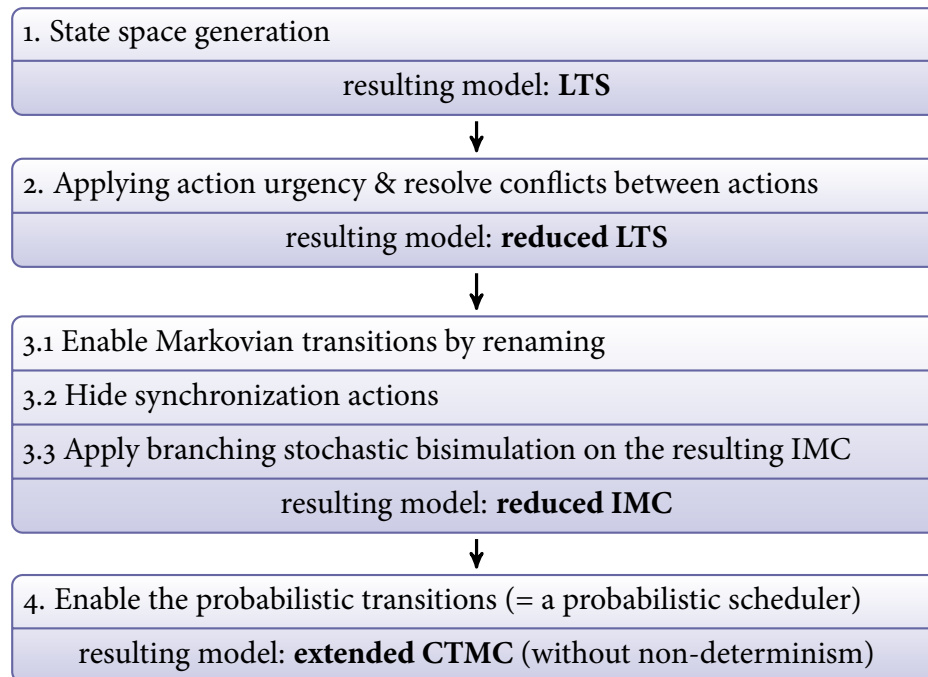 1. State space generation
resulting model: LTS
2. Applying action urgency & resolve conflicts between actions
resulting model: reduced LTS
3.1 Enable Markovian transitions by renaming
3.2 Hide synchronization actions
3.3 Apply branching stochastic bisimulation on the resulting IMC
resulting model: reduced IMC
4. Enable the probabilistic transitions (= a probabilistic scheduler)
resulting model: extended CTMC (without non-determinism)